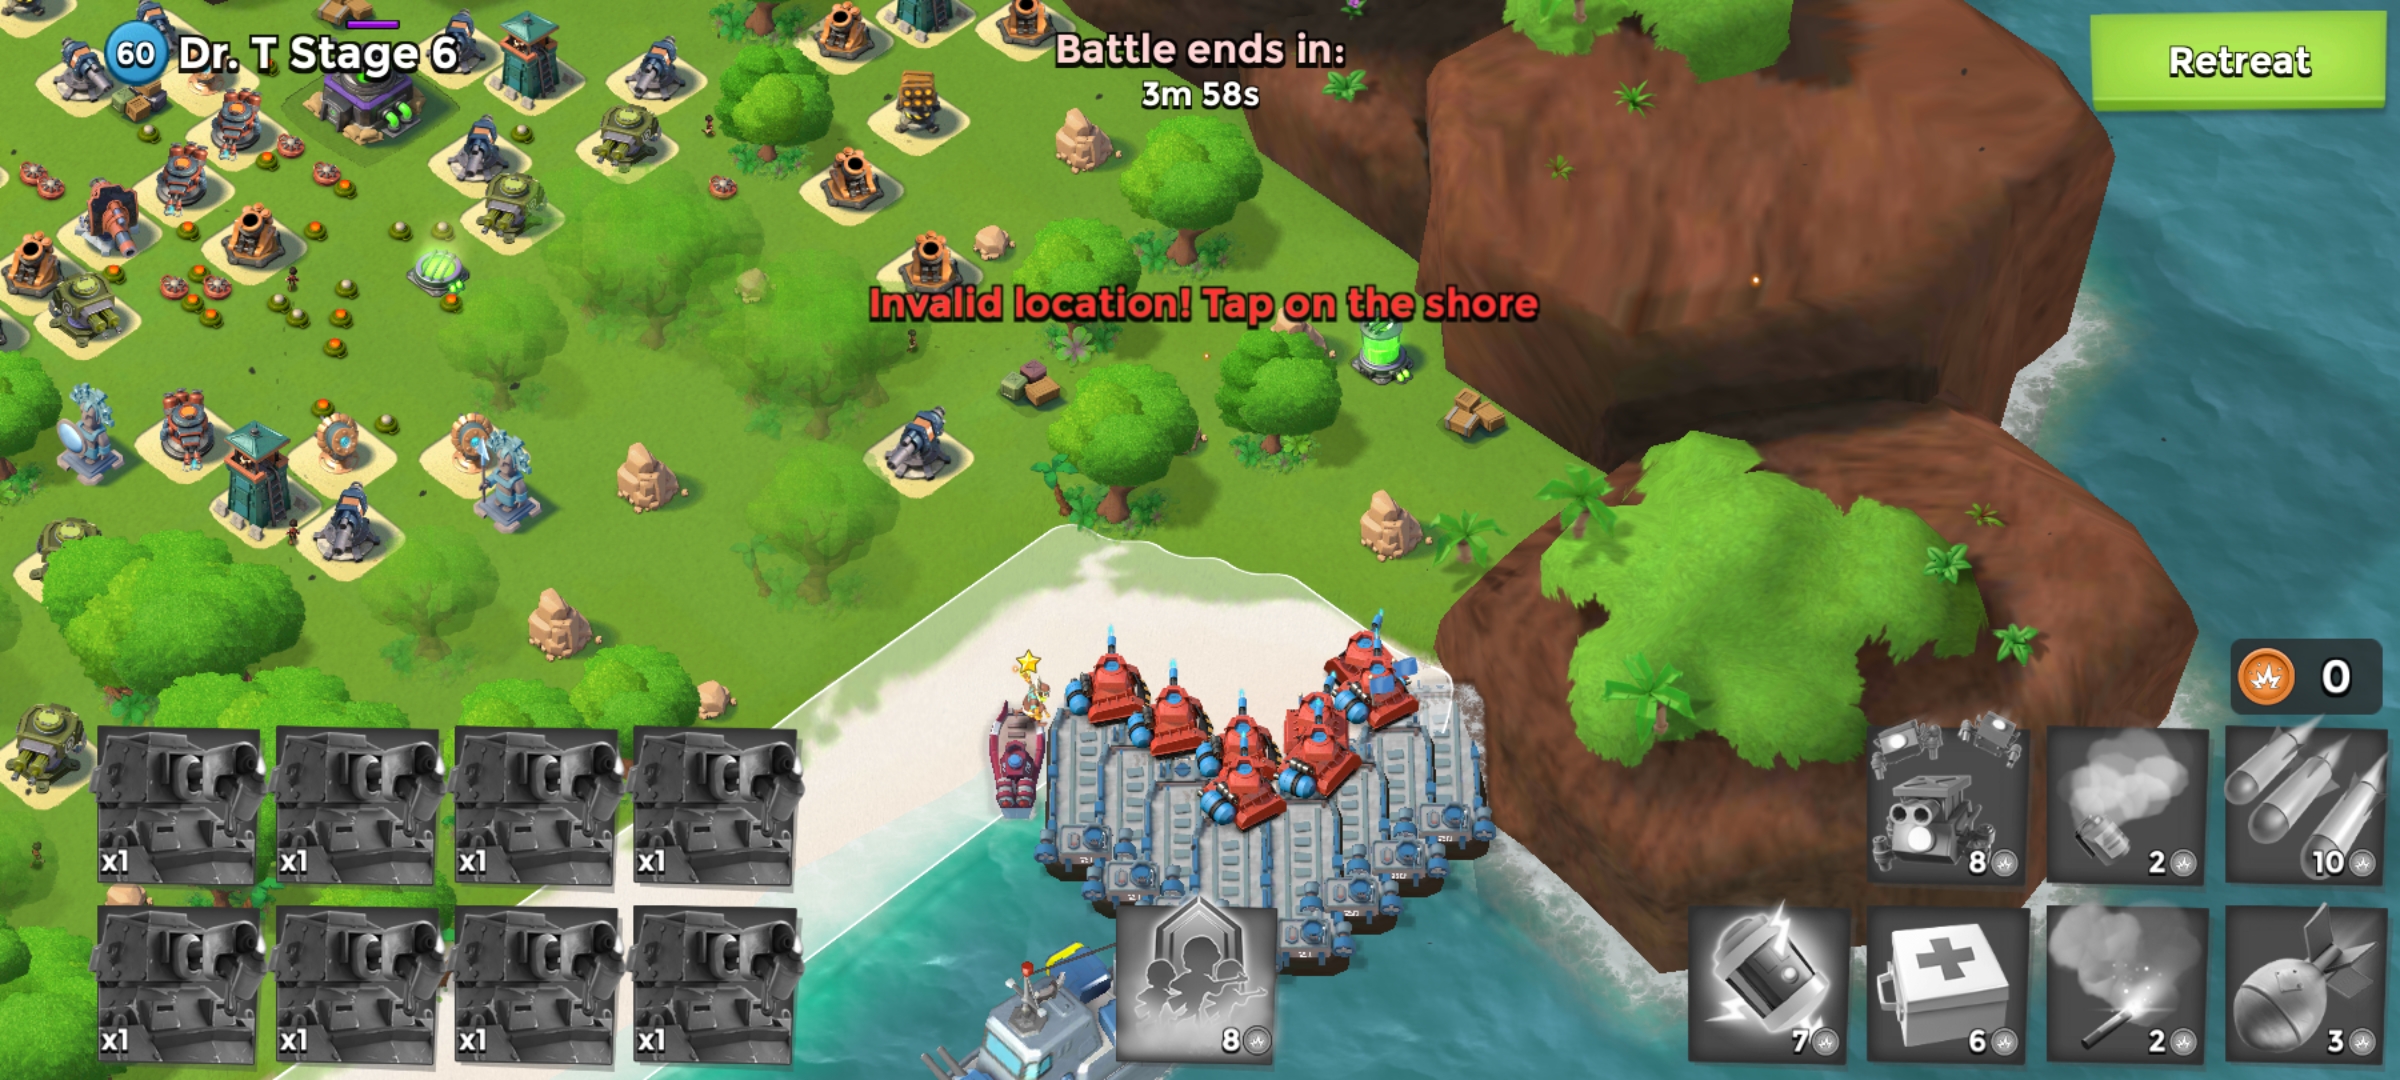 60 Dr. T Stage 6
Battle ends in:
3m 58s
Retreat
Invalid location! Tap on the shore
0
x1 x1 x1 x1
8 2 10
x1 x1 x1 x1
8 7 6 2 3